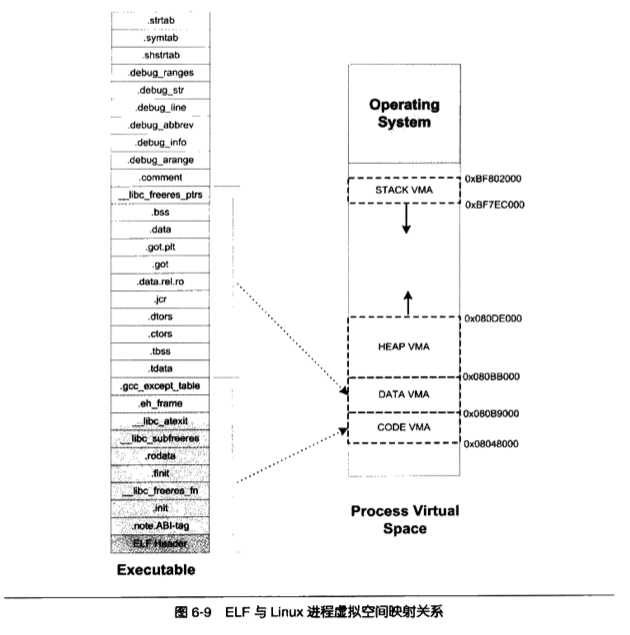 .strtab
.symtab
.shstrtab
.debug_ranges
.debug_str
.debug_line
.debug_abbrev
.debug_info
.debug_arange
.comment
__libc_freeres_ptrs
.bss
.data
.got.plt
.got
.data.rel.ro
.jcr
.dtors
.ctors
.tbss
.tdata
.gcc_except_table
.eh_frame
__libc_atexit
__libc_subfreeres
.rodata
.finit
__libc_freeres_fn
.init
.note.ABI-tag
ELF Header
Executable
Operating
System
0xBF802000
STACK VMA
0xBF7EC000
0x080DE000
HEAP VMA
0x080BB000
DATA VMA
0x080B9000
CODE VMA
0x08048000
Process Virtual
Space
图 6-9 ELF 与 Linux 进程虚拟空间映射关系